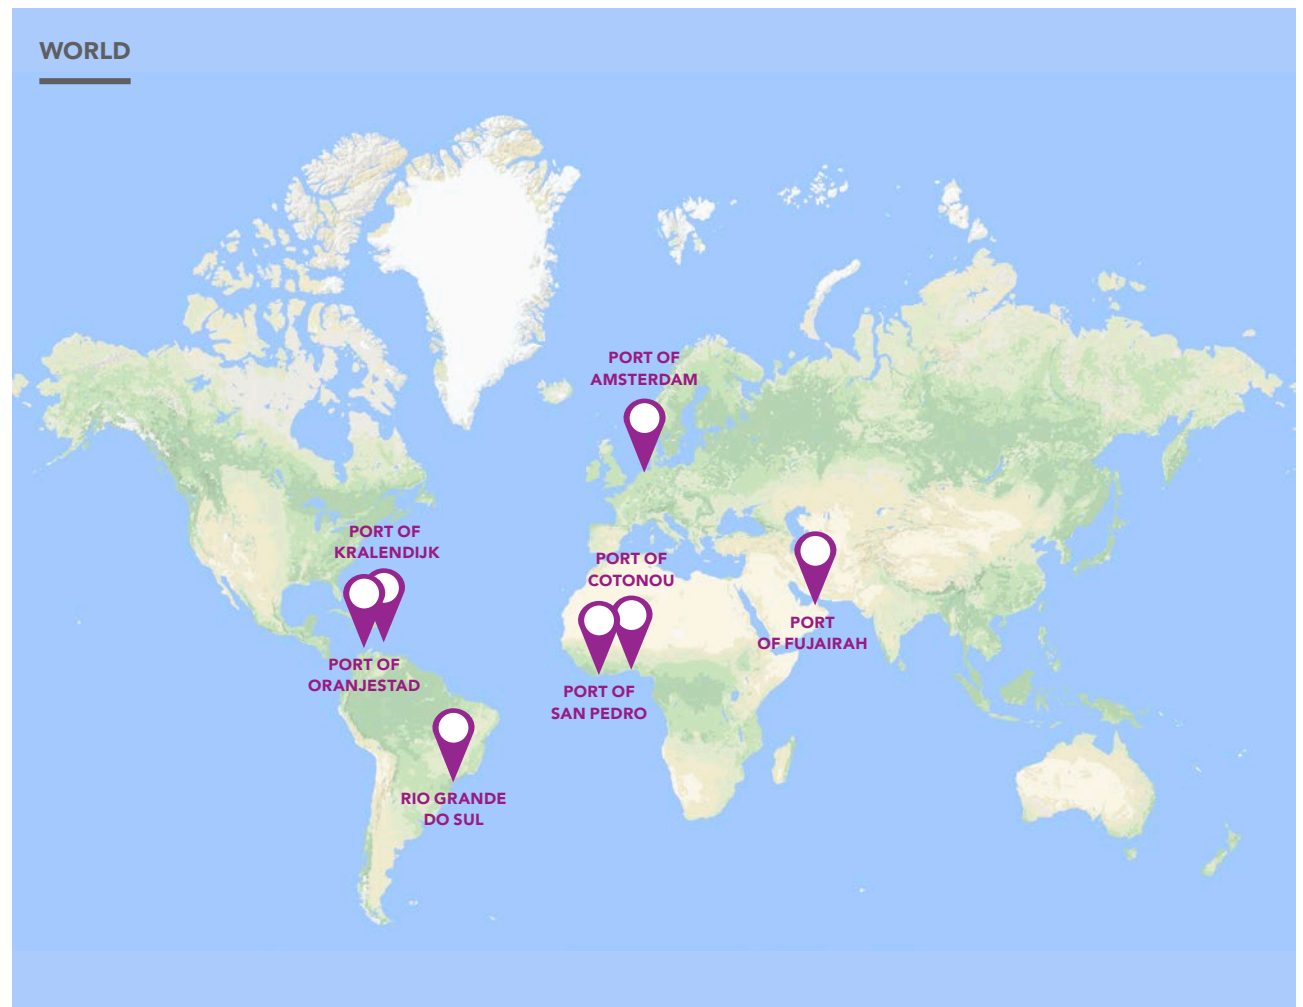 WORLD
PORT OF
AMSTERDAM
PORT OF
KRALENDIJK
PORT OF
COTONOU
PORT
OF FUJAIRAH
PORT OF
ORANJESTAD
PORT OF
SAN PEDRO
RIO GRANDE
DO SUL